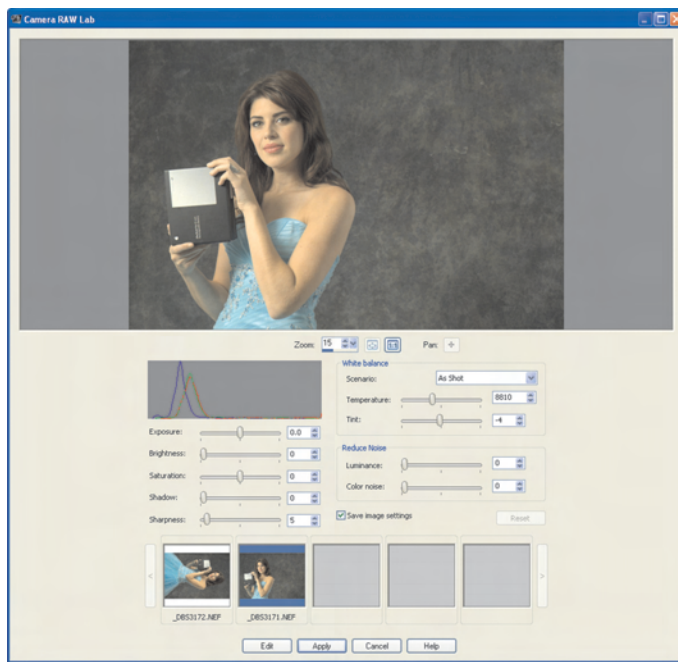 Camera RAW Lab
Zoom: 15 Pan:
White balance
Scenario: As Shot
Temperature: 8810
Tint: -4
Exposure: 0.0
Brightness: 0
Saturation: 0
Shadow: 0
Sharpness: 5
Reduce Noise
Luminance: 0
Color noise: 0
Save image settings
Reset
_DBS3172.NEF
_DBS3171.NEF
Edit
Apply
Cancel
Help